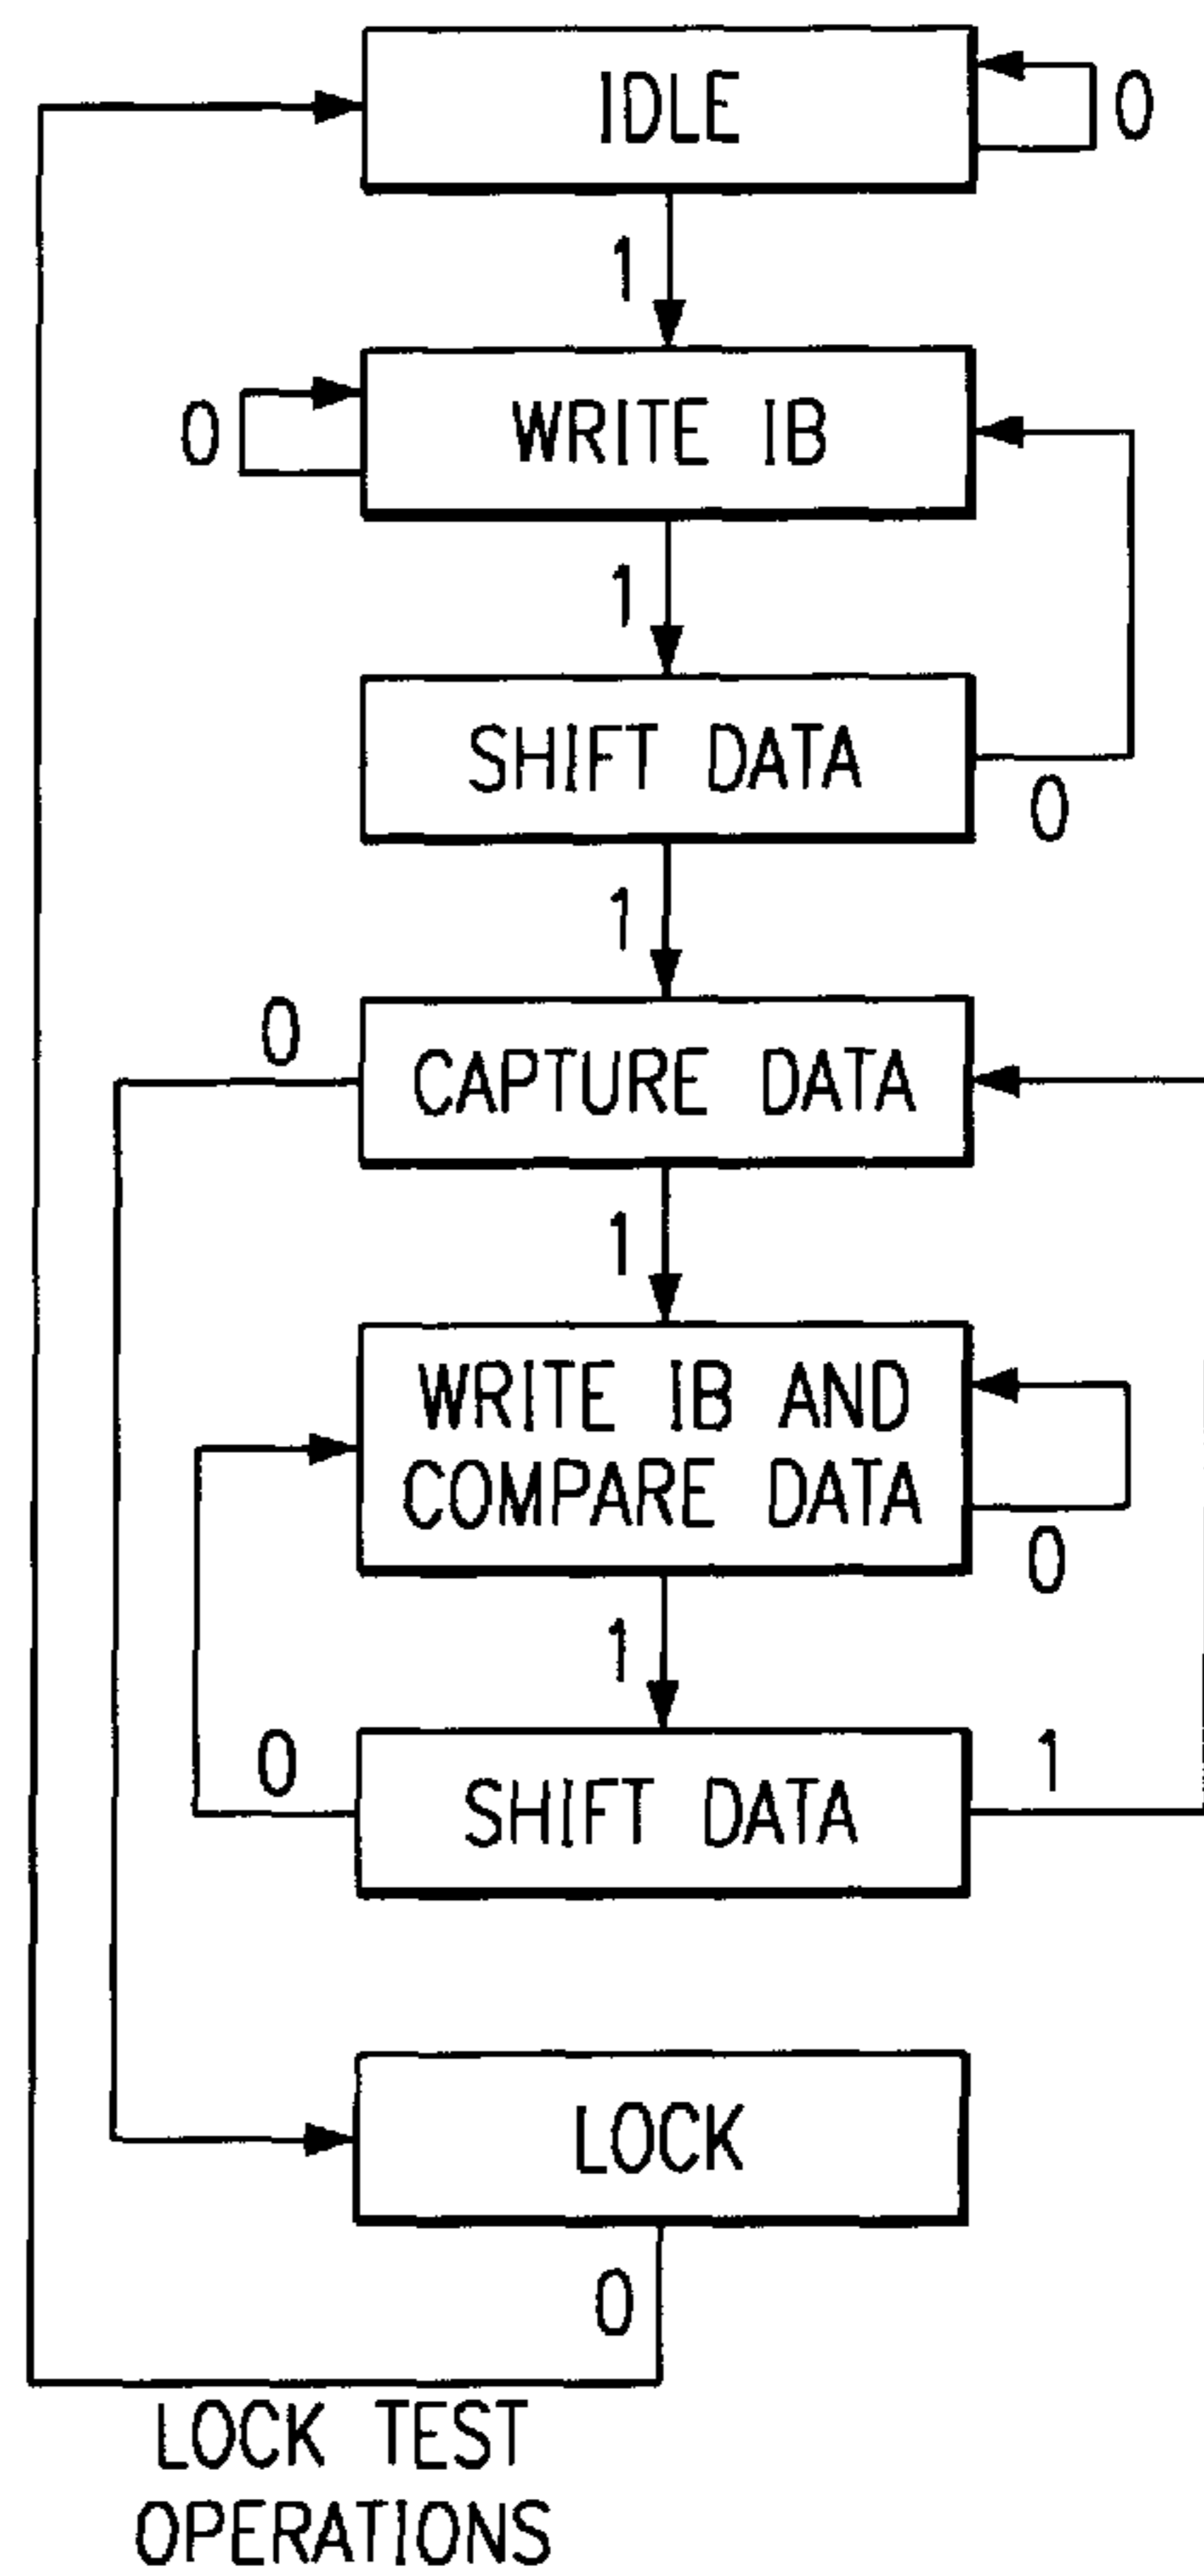 IDLE
0
1
WRITE IB
0
1
SHIFT DATA
0
1
0
CAPTURE DATA
1
WRITE IB AND
COMPARE DATA
0
1
0
1
SHIFT DATA
LOCK
0
LOCK TEST
OPERATIONS